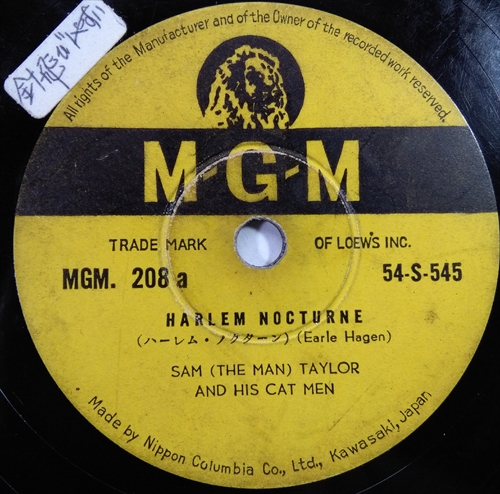 All rights of the Manufacturer and of the Owner of the recorded work reserved.
M-G-M
TRADE MARK OF LOEW'S INC.
MGM. 208 a 54-S-545
HARLEM NOCTURNE
(ハーレム・ノクターン) (Earle Hagen)
SAM (THE MAN) TAYLOR
AND HIS CAT MEN
Made by Nippon Columbia Co., Ltd., Kawasaki, Japan